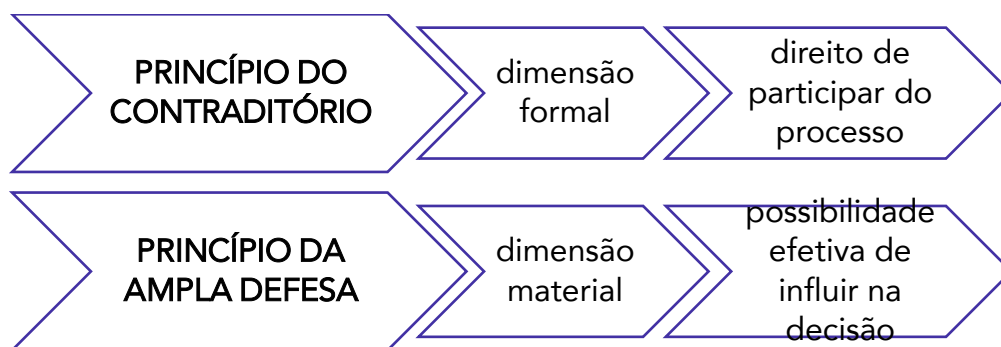 PRINCÍPIO DO
CONTRADITÓRIO
dimensão
formal
direito de
participar do
processo
PRINCÍPIO DA
AMPLA DEFESA
dimensão
material
possibilidade
efetiva de
influir na
decisão